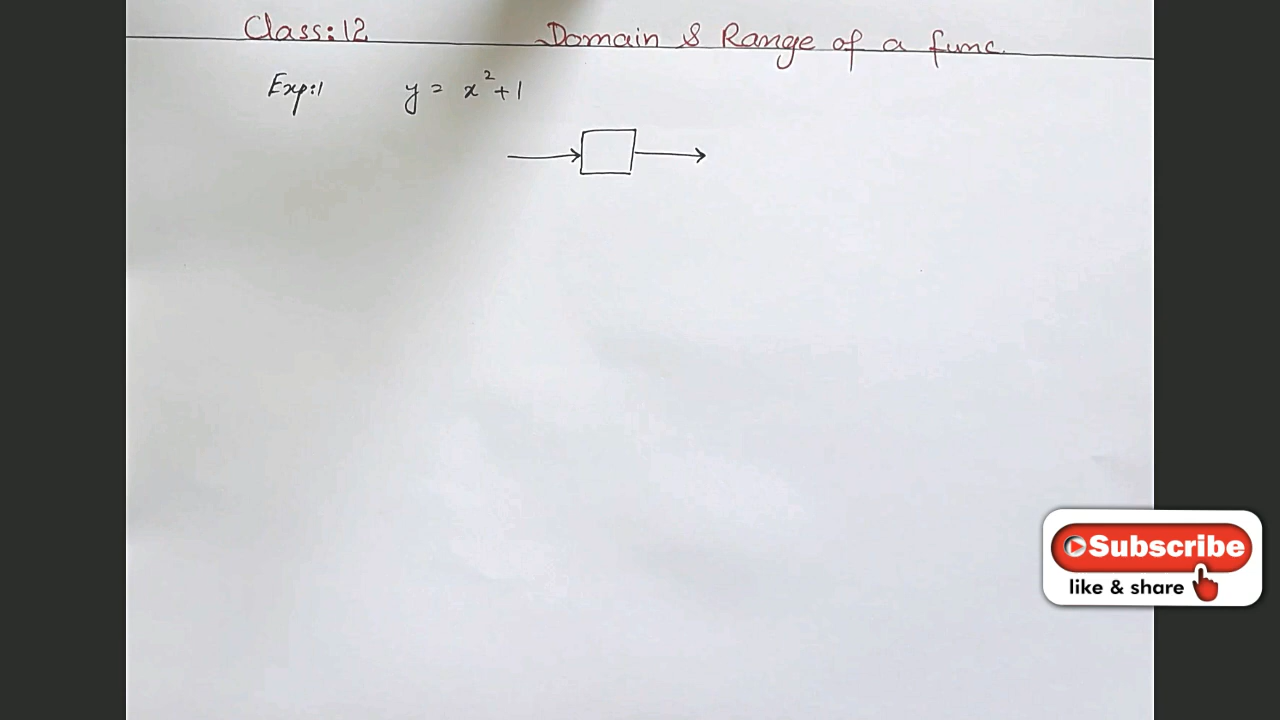 Class:12 Domain & Range of a func.
Exp:1 y = x²+1
Subscribe
like & share